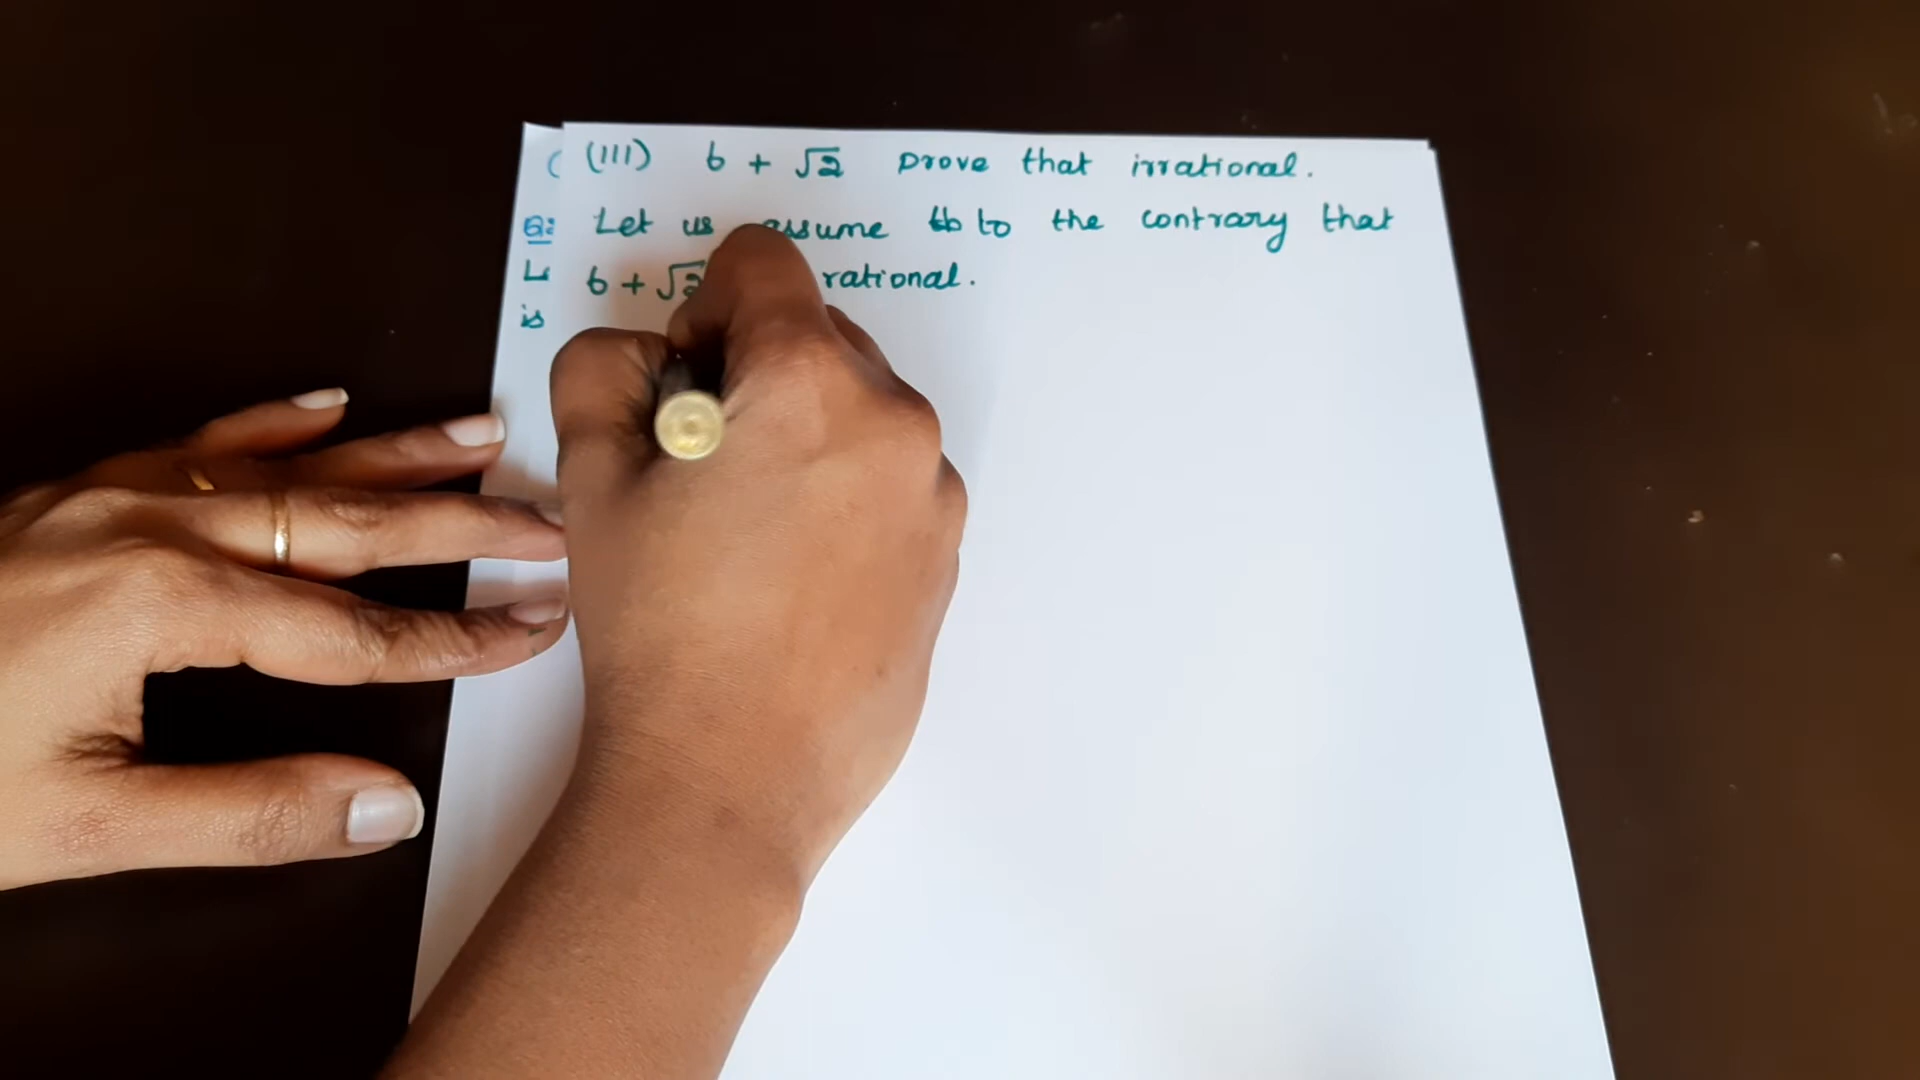 (III) 6 + √2 prove that irrational.
Let us assume to the contrary that
6 + √2 rational.
is